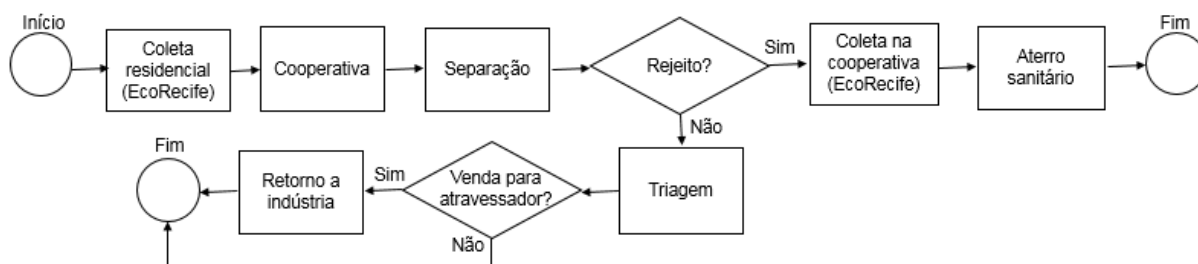 Início
Coleta
residencial
(EcoRecife)
Cooperativa
Separação
Rejeito?
Sim
Coleta na
cooperativa
(EcoRecife)
Aterro
sanitário
Fim
Não
Triagem
Venda para
atravessador?
Sim
Retorno a
indústria
Fim
Não